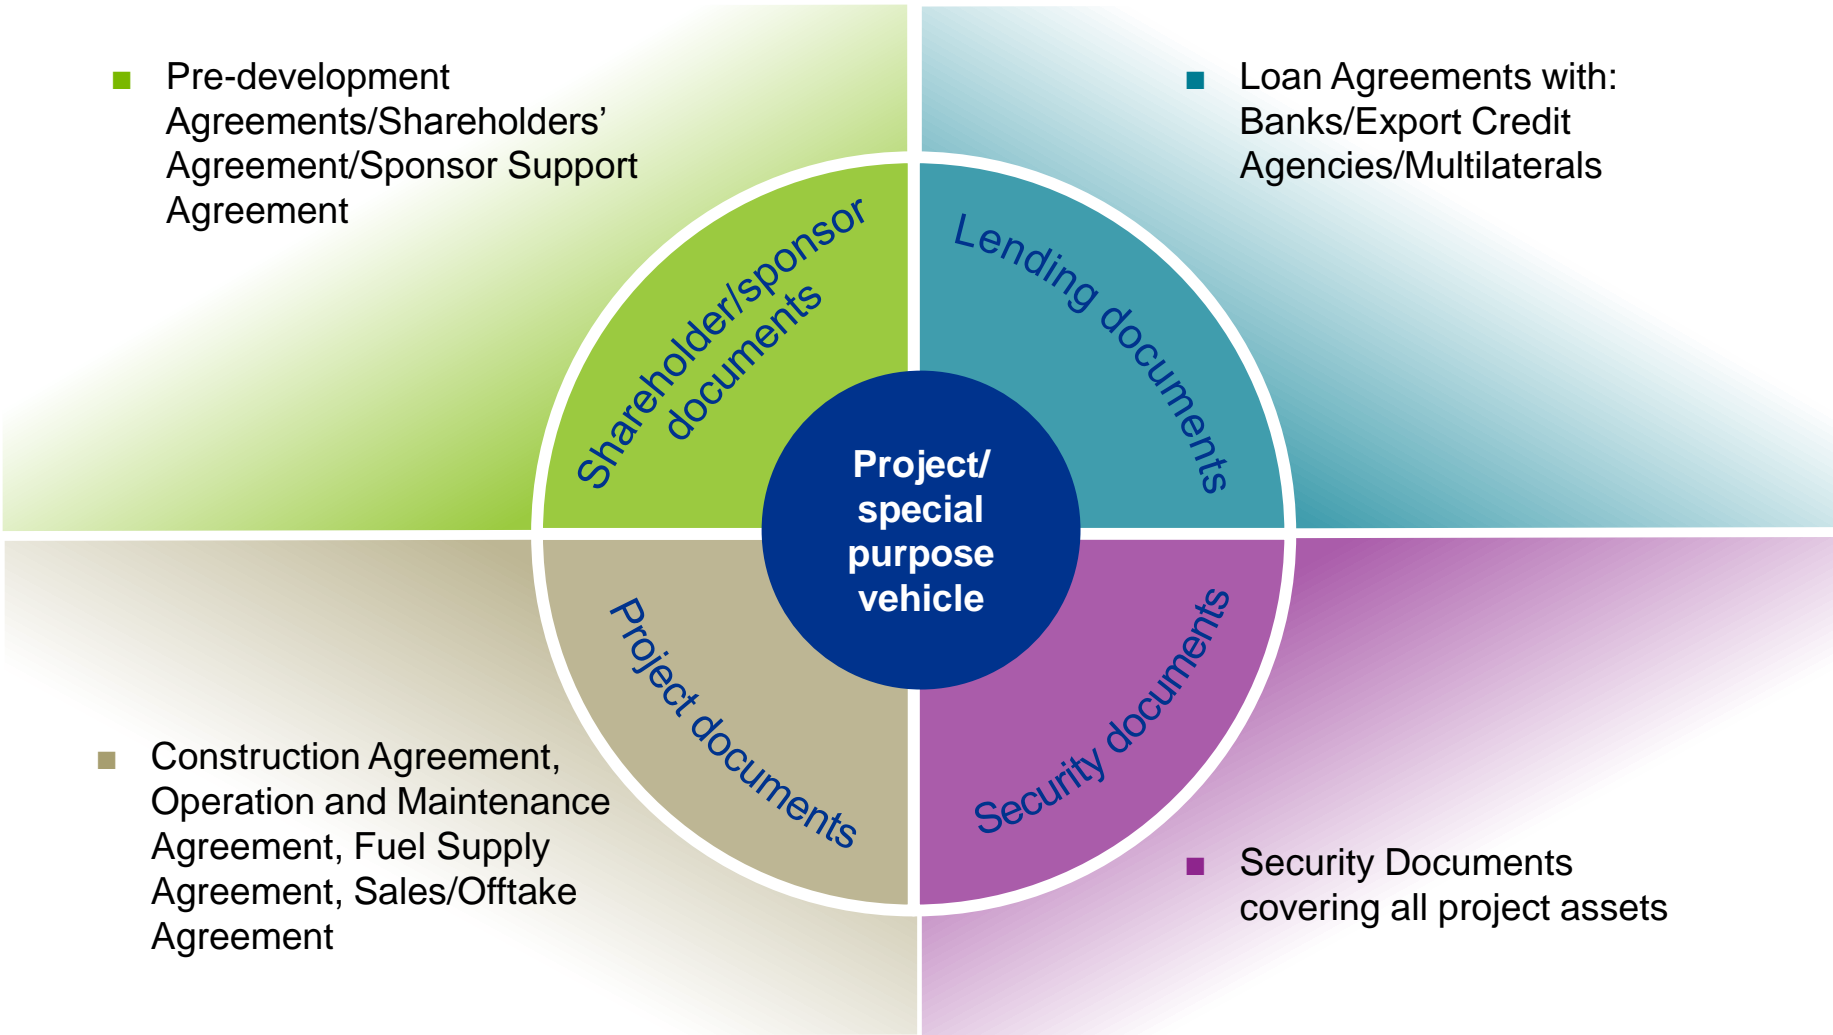 ■ Pre-development
Agreements/Shareholders’
Agreement/Sponsor Support
Agreement
■ Loan Agreements with:
Banks/Export Credit
Agencies/Multilaterals
Shareholder/sponsor
documents
Lending documents
Project/
special
purpose
vehicle
Project documents
Security documents
■ Construction Agreement,
Operation and Maintenance
Agreement, Fuel Supply
Agreement, Sales/Offtake
Agreement
■ Security Documents
covering all project assets